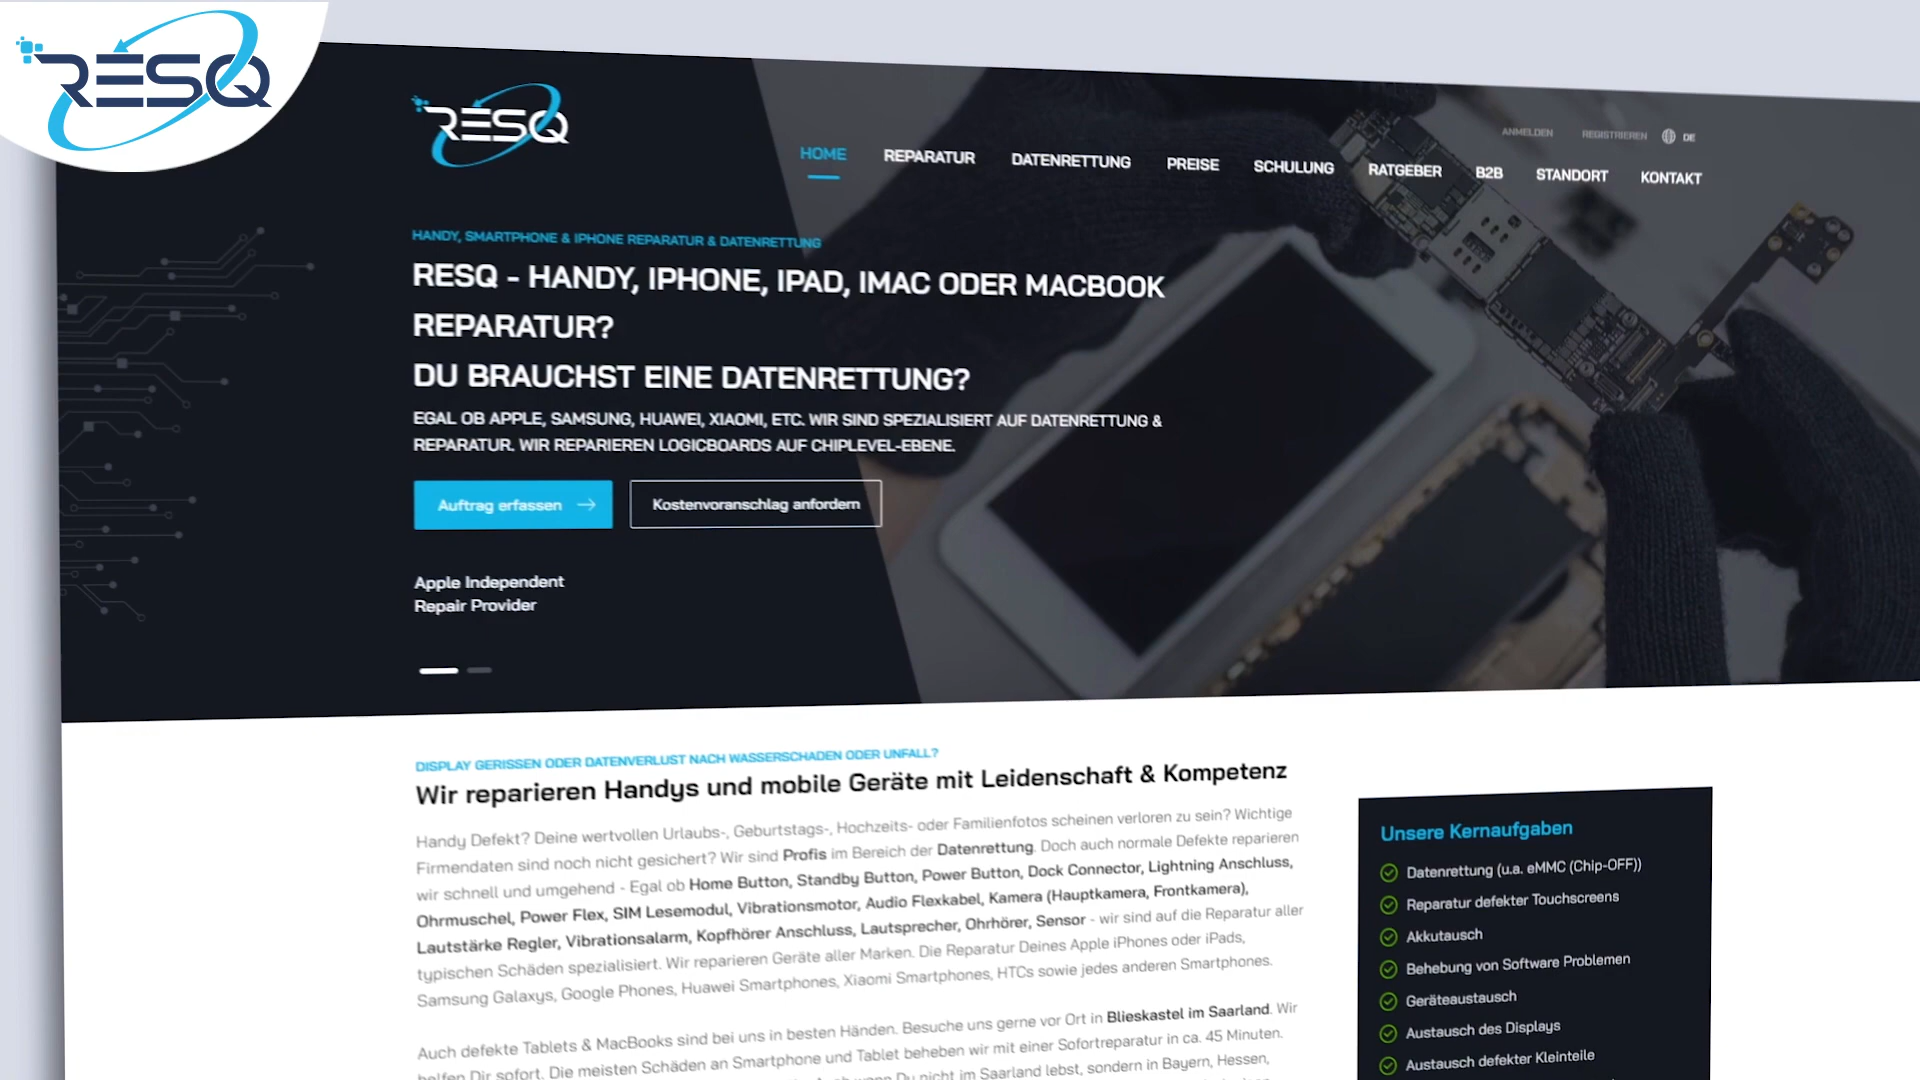 RESQ
RESQ
ANMELDEN REGISTRIEREN DE
HOME REPARATUR DATENRETTUNG PREISE SCHULUNG RATGEBER B2B STANDORT KONTAKT
HANDY, SMARTPHONE & IPHONE REPARATUR & DATENRETTUNG
RESQ - HANDY, IPHONE, IPAD, IMAC ODER MACBOOK
REPARATUR?
DU BRAUCHST EINE DATENRETTUNG?
EGAL OB APPLE, SAMSUNG, HUAWEI, XIAOMI, ETC. WIR SIND SPEZIALISIERT AUF DATENRETTUNG &
REPARATUR. WIR REPARIEREN LOGICBOARDS AUF CHIPLEVEL-EBENE.
Auftrag erfassen
Kostenvoranschlag anfordern
Apple Independent
Repair Provider
DISPLAY GERISSEN ODER DATENVERLUST NACH WASSERSCHADEN ODER UNFALL?
Wir reparieren Handys und mobile Geräte mit Leidenschaft & Kompetenz
Handy Defekt? Deine wertvollen Urlaubs-, Geburtstags-, Hochzeits- oder Familienfotos scheinen verloren zu sein? Wichtige
Firmendaten sind noch nicht gesichert? Wir sind Profis im Bereich der Datenrettung. Doch auch normale Defekte reparieren
wir schnell und umgehend - Egal ob Home Button, Standby Button, Power Button, Dock Connector, Lightning Anschluss,
Ohrmuschel, Power Flex, SIM Lesemodul, Vibrationsmotor, Audio Flexkabel, Kamera (Hauptkamera, Frontkamera),
Lautstärke Regler, Vibrationsalarm, Kopfhörer Anschluss, Lautsprecher, Ohrhörer, Sensor - wir sind auf die Reparatur aller
typischen Schäden spezialisiert. Wir reparieren Geräte aller Marken. Die Reparatur Deines Apple iPhones oder iPads,
Samsung Galaxys, Google Phones, Huawei Smartphones, Xiaomi Smartphones, HTCs sowie jedes anderen Smartphones.
Auch defekte Tablets & MacBooks sind bei uns in besten Händen. Besuche uns gerne vor Ort in Blieskastel im Saarland. Wir
helfen Dir sofort. Die meisten Schäden an Smartphone und Tablet beheben wir mit einer Sofortreparatur in ca. 45 Minuten.
Auch wenn Du nicht im Saarland lebst, sondern in Bayern, Hessen,
Unsere Kernaufgaben
Datenrettung (u.a. eMMC (Chip-OFF))
Reparatur defekter Touchscreens
Akkutausch
Behebung von Software Problemen
Geräteaustausch
Austausch des Displays
Austausch defekter Kleinteile